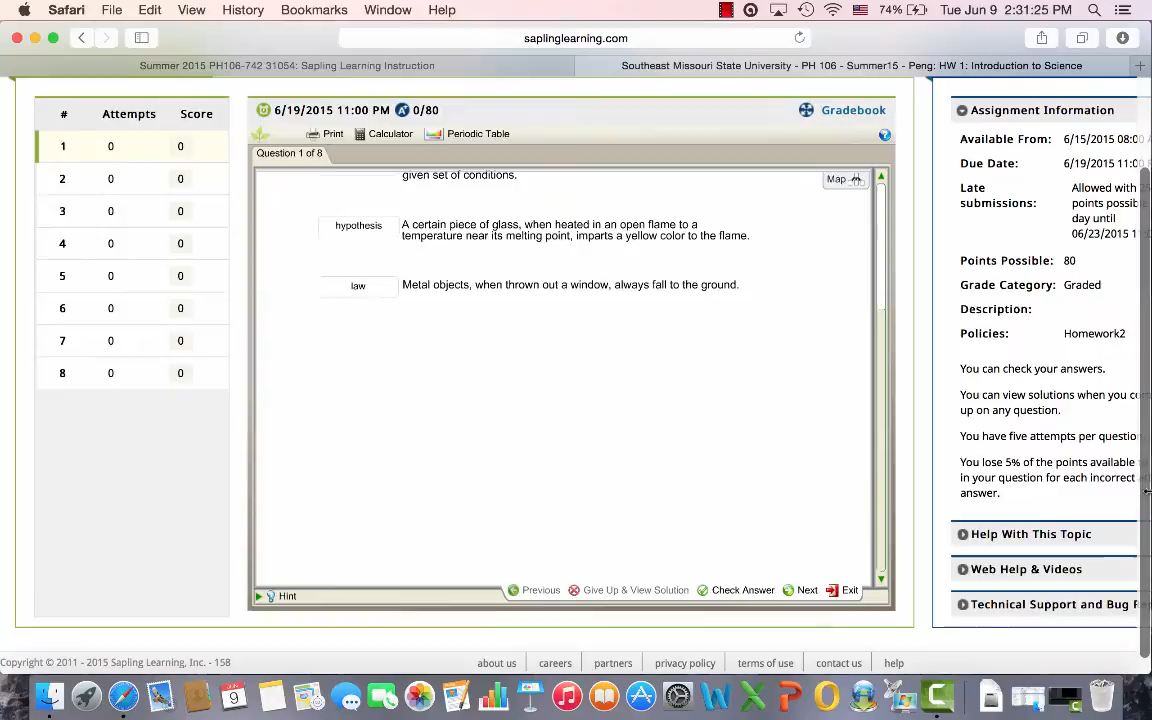 Safari File Edit View History Bookmarks Window Help 74% Tue Jun 9 2:31:25 PM
saplinglearning.com
Summer 2015 PH106-742 31054: Sapling Learning Instruction
Southeast Missouri State University - PH 106 - Summer15 - Peng: HW 1: Introduction to Science
# Attempts Score
1 0 0
2 0 0
3 0 0
4 0 0
5 0 0
6 0 0
7 0 0
8 0 0
6/19/2015 11:00 PM 0/80 Gradebook
Print Calculator Periodic Table
Question 1 of 8
Map
given set of conditions.
hypothesis
A certain piece of glass, when heated in an open flame to a
temperature near its melting point, imparts a yellow color to the flame.
law
Metal objects, when thrown out a window, always fall to the ground.
Hint
Previous Give Up & View Solution Check Answer Next Exit
Assignment Information
Available From: 6/15/2015 08:00
Due Date: 6/19/2015 11:0
Late Allowed with
submissions: points possib
day until
06/23/2015 1
Points Possible: 80
Grade Category: Graded
Description:
Policies: Homework2
You can check your answers.
You can view solutions when you co
up on any question.
You have five attempts per questio
You lose 5% of the points available
in your question for each incorrect
answer.
Help With This Topic
Web Help & Videos
Technical Support and Bug Re
Copyright © 2011 - 2015 Sapling Learning, Inc. - 158
about us careers partners privacy policy terms of use contact us help